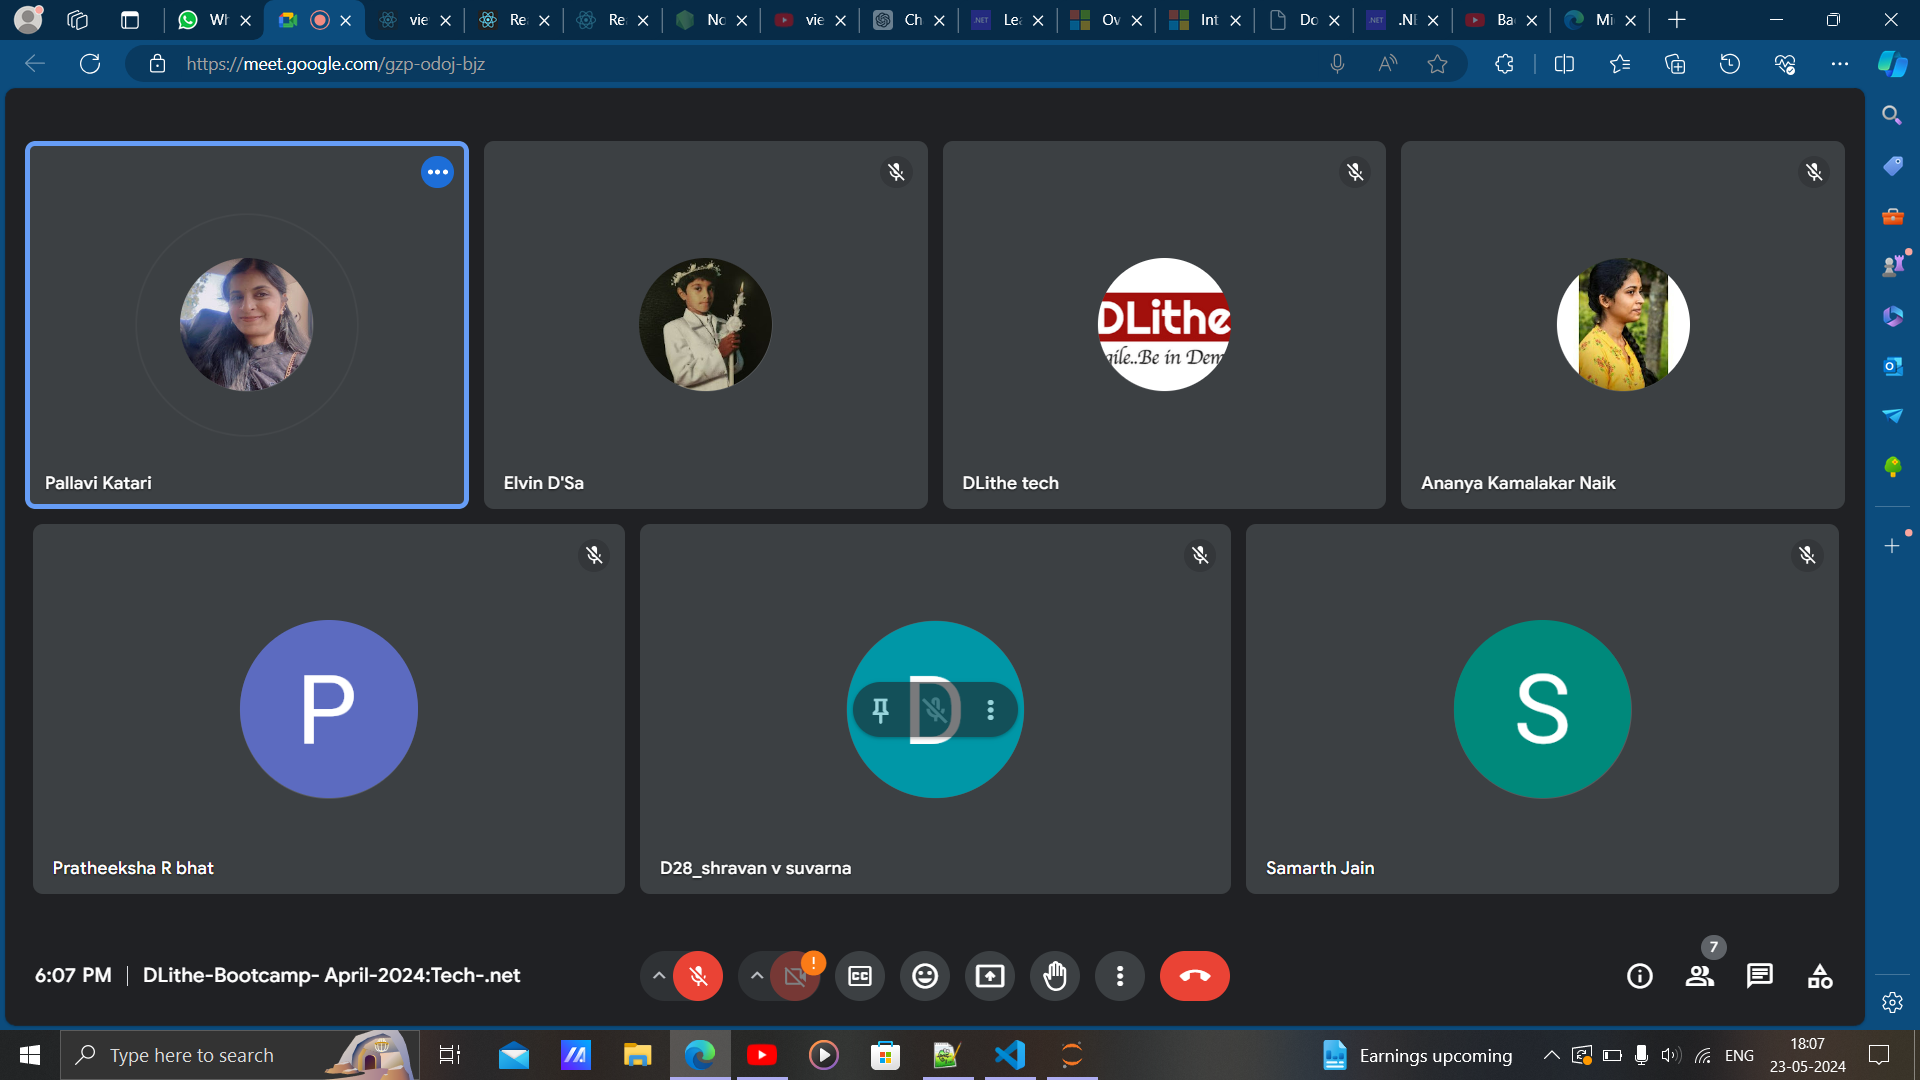 Wh
vie
Rea
Rea
No
vie
Ch
Lea
Ov
Int
Do
.NE
Ba
Mi
https://meet.google.com/gzp-odoj-bjz
DLithe
gile..Be in Dem
Pallavi Katari
Elvin D'Sa
DLithe tech
Ananya Kamalakar Naik
P
D
S
Pratheeksha R bhat
D28_shravan v suvarna
Samarth Jain
7
6:07 PM | DLithe-Bootcamp- April-2024:Tech-.net
CC
Type here to search
Earnings upcoming
ENG
18:07
23-05-2024